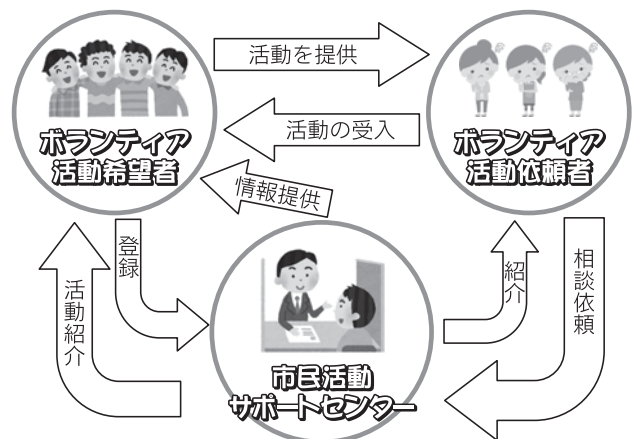 活動を提供
活動の受入
ボランティア
活動希望者
ボランティア
活動依頼者
情報提供
登録
活動紹介
紹介
相談依頼
市民活動
サポートセンター